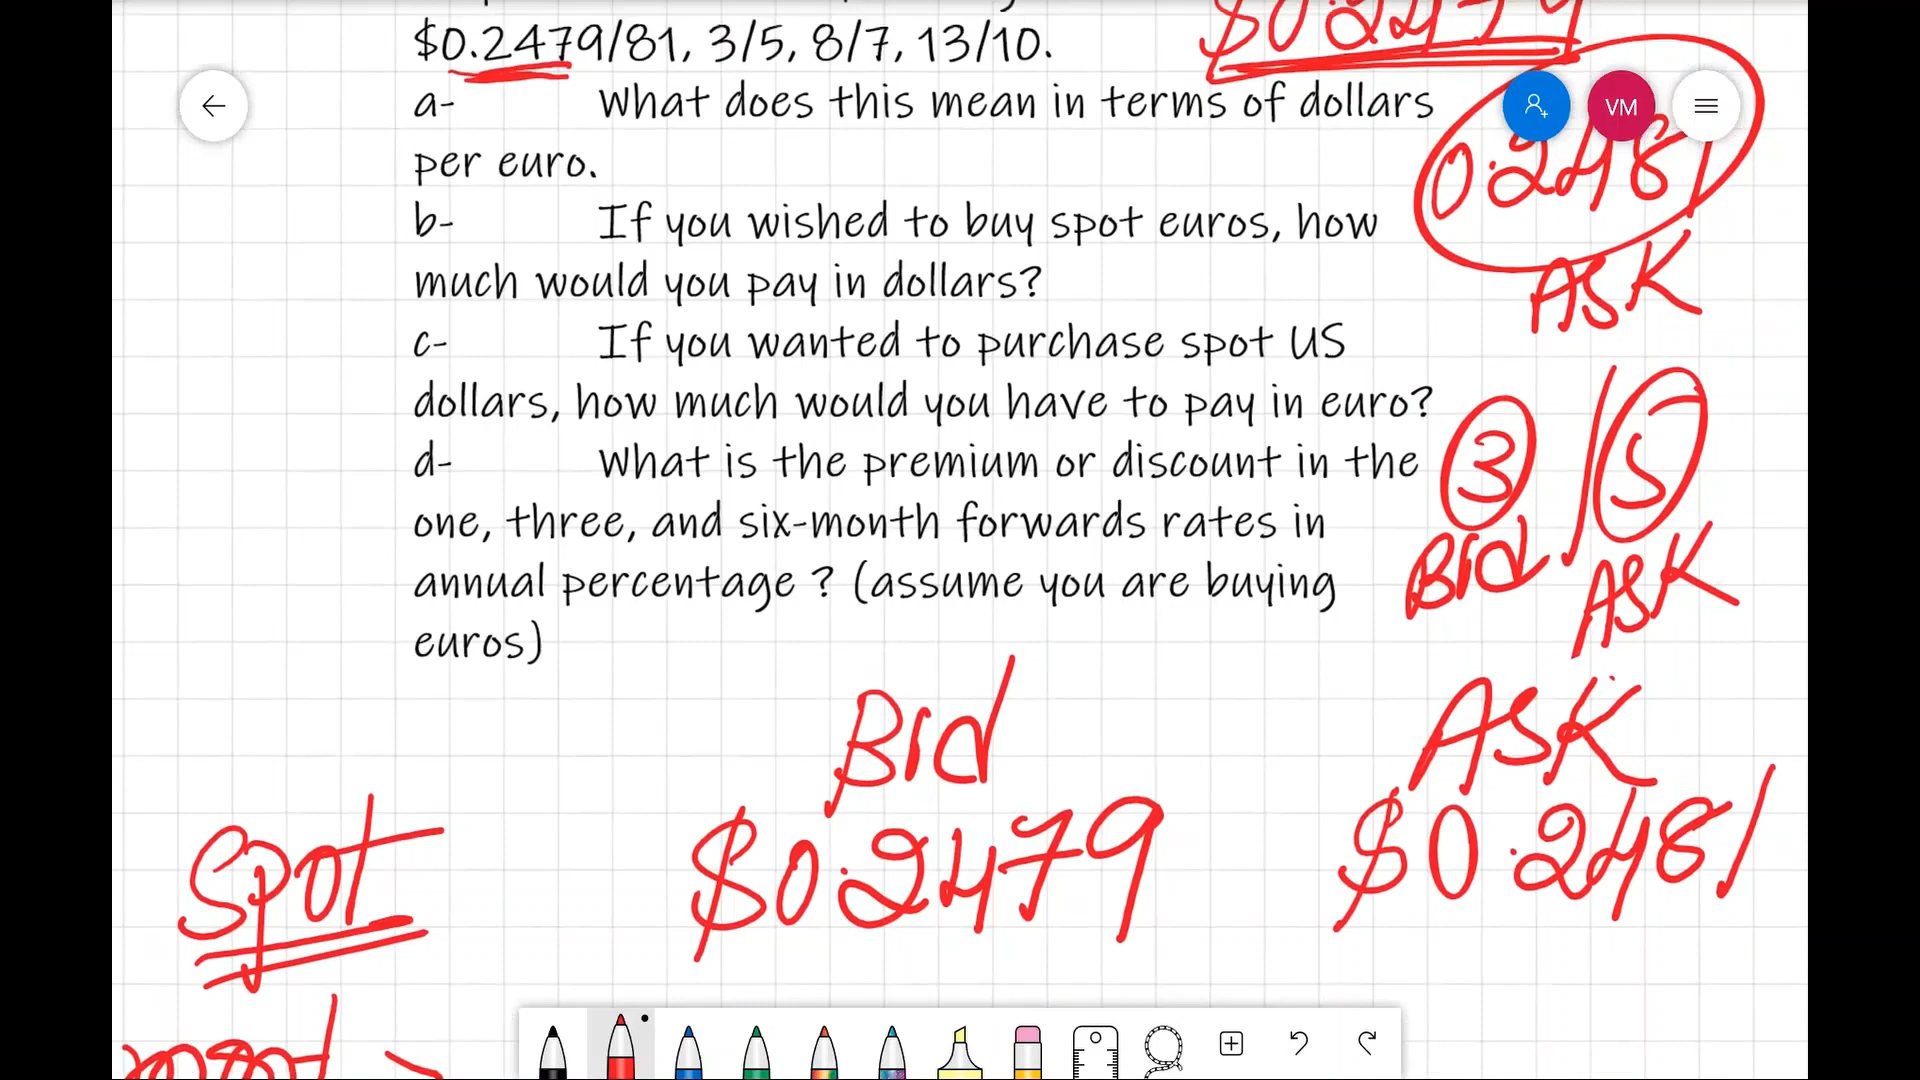 $0.2479
$0.2479/81, 3/5, 8/7, 13/10.
a- What does this mean in terms of dollars
per euro.
VM
0.2481
ASK
b- If you wished to buy spot euros, how
much would you pay in dollars?
c- If you wanted to purchase spot US
dollars, how much would you have to pay in euro?
d- What is the premium or discount in the
one, three, and six-month forwards rates in
annual percentage ? (assume you are buying
euros)
3/5
Bid ASK
Bid ASK
Spot $0.2479 $0.2481